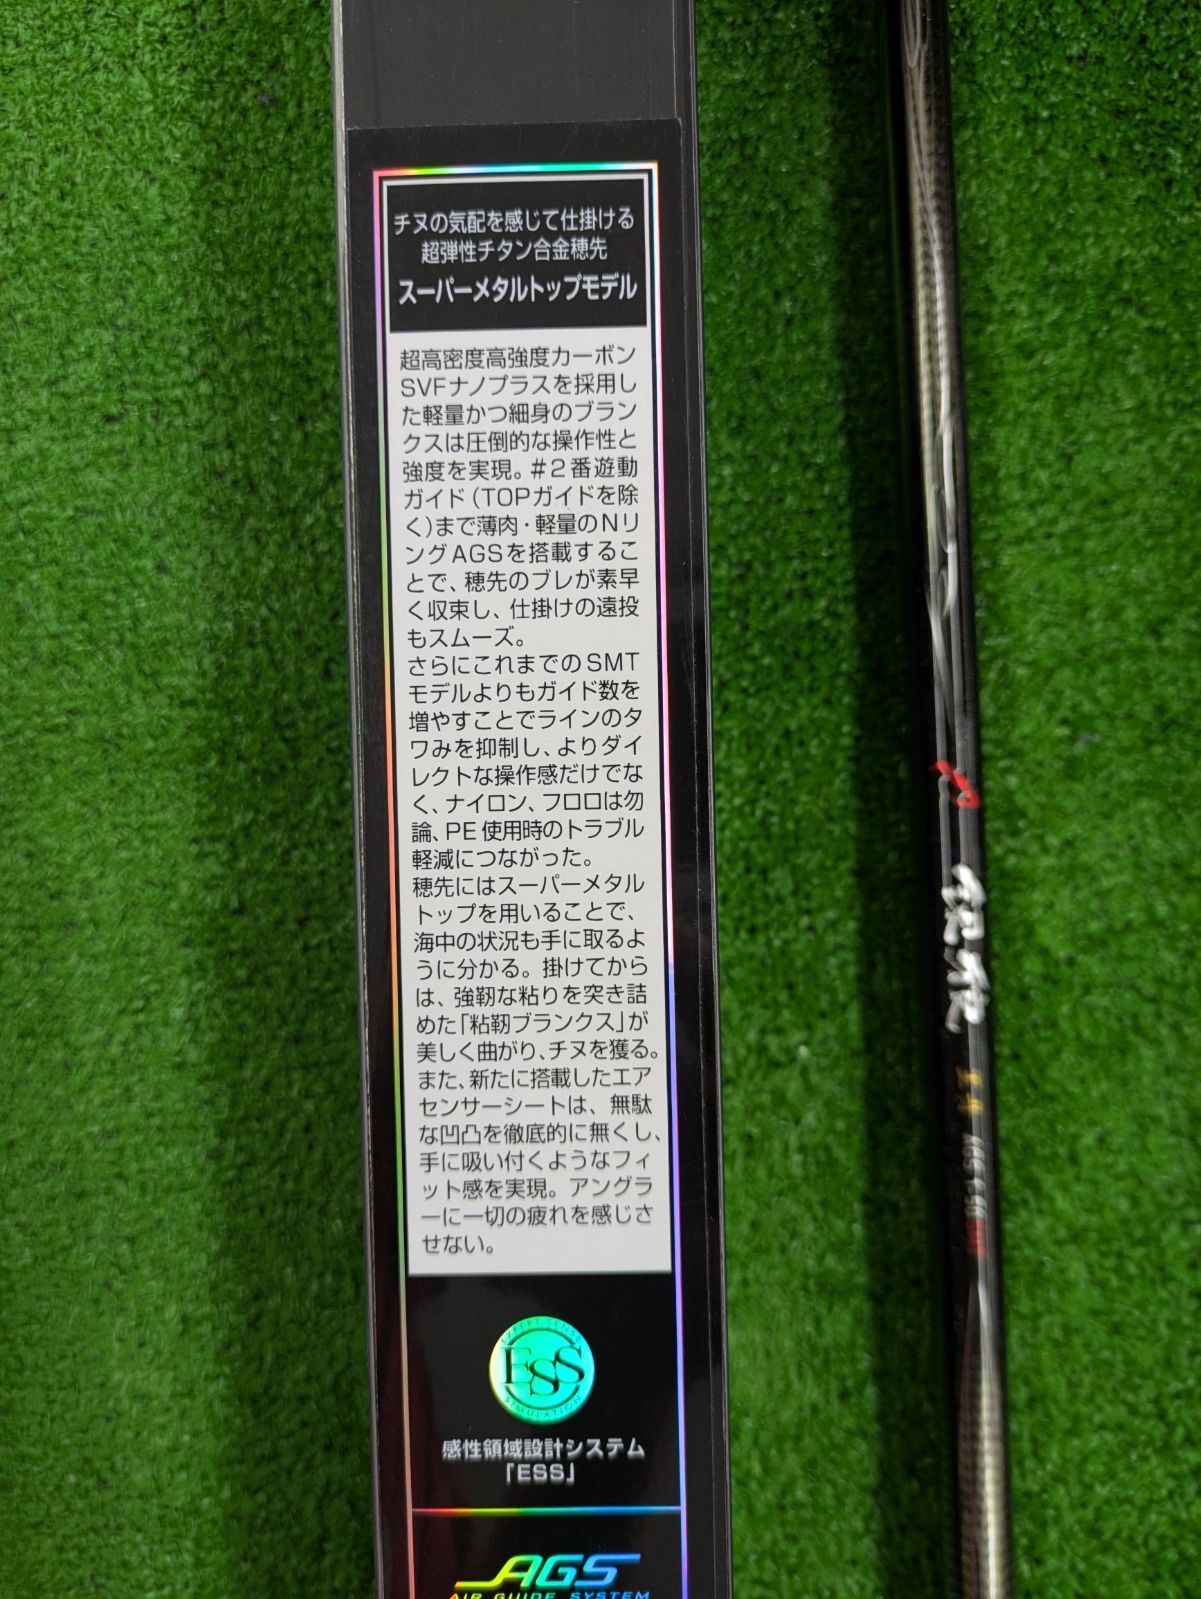 チヌの気配を感じて仕掛ける
超弾性チタン合金穂先
スーパーメタルトップモデル
超高密度高強度カーボン
SVFナノプラスを採用し
た軽量かつ細身のブラン
クスは圧倒的な操作性と
強度を実現。#2番遊動
ガイド(TOPガイドを除
く)まで薄肉・軽量のNリ
ングAGSを搭載するこ
とで、穂先のブレが素早
く収束し、仕掛けの遠投
もスムーズ。
さらにこれまでのSMT
モデルよりもガイド数を
増やすことでラインのタ
ワみを抑制し、よりダイ
レクトな操作感だけでな
く、ナイロン、フロロは勿
論、PE使用時のトラブル
軽減につながった。
穂先にはスーパーメタル
トップを用いることで、
海中の状況も手に取るよ
うに分かる。掛けてから
は、強靭な粘りを突き詰
めた「粘靭ブランクス」が
美しく曲がり、チヌを獲る。
また、新たに搭載したエア
センサーシートは、無駄
な凹凸を徹底的に無くし、
手に吸い付くようなフィ
ット感を実現。アングラ
ーに一切の疲れを感じさ
せない。
EXPERT SENSE
ESS
SIMULATION
感性領域設計システム
「ESS」
AGS
AIR GUIDE SYSTEM
銀狼
AGS